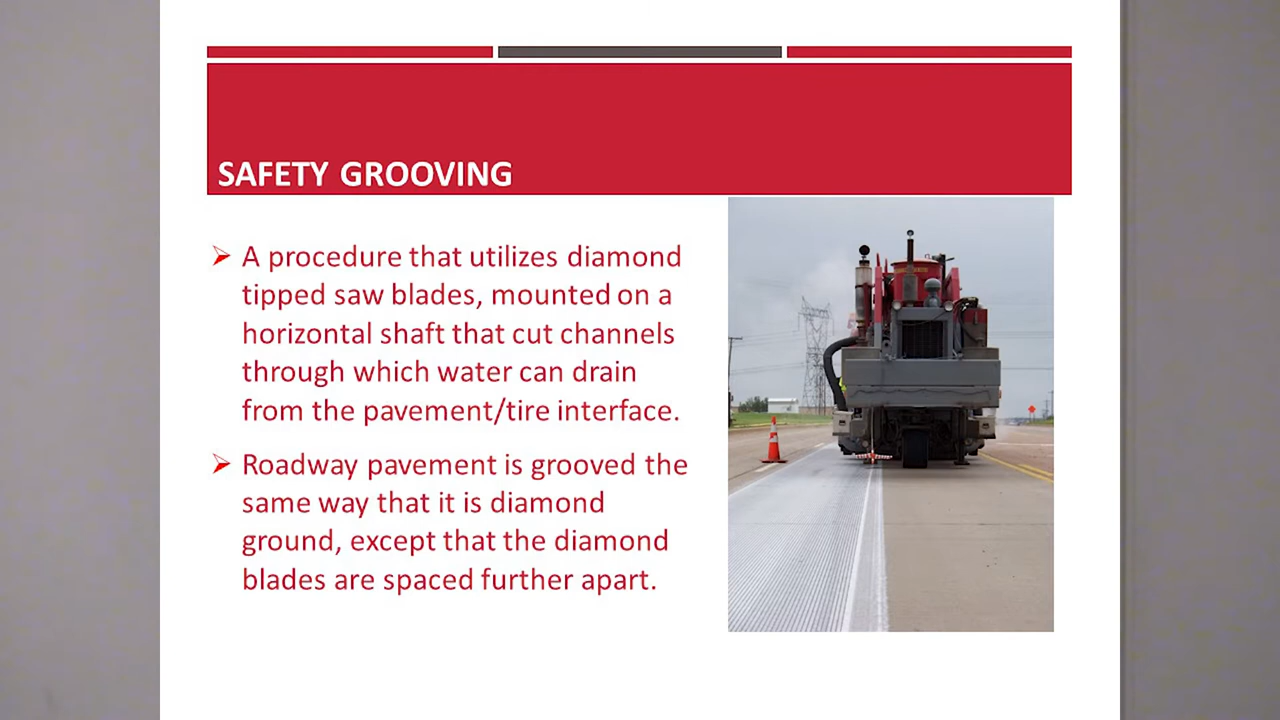 SAFETY GROOVING
➢ A procedure that utilizes diamond
tipped saw blades, mounted on a
horizontal shaft that cut channels
through which water can drain
from the pavement/tire interface.
➢ Roadway pavement is grooved the
same way that it is diamond
ground, except that the diamond
blades are spaced further apart.